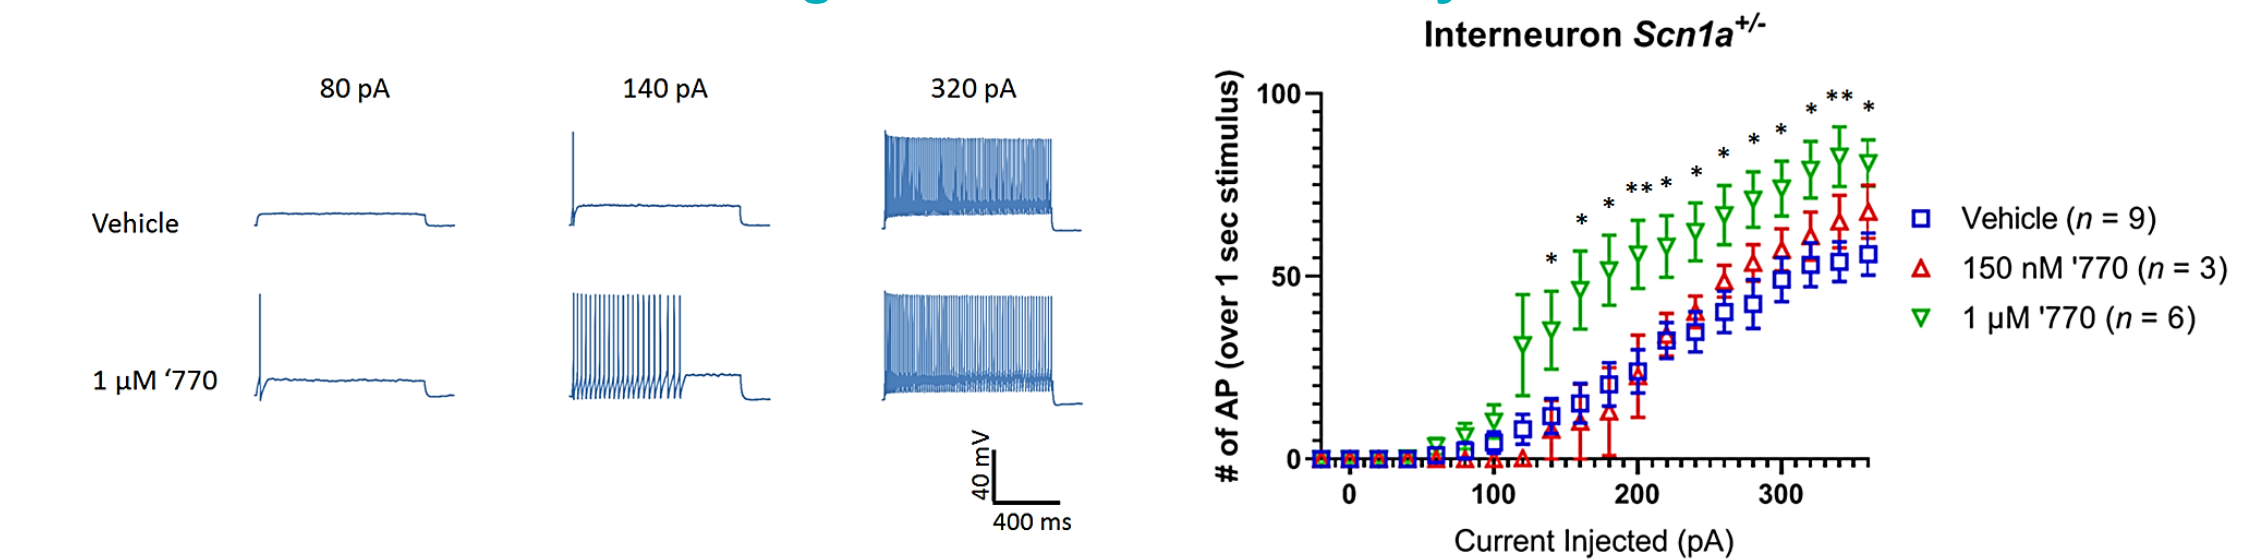 80 pA
140 pA
320 pA
Vehicle
1 µM ‘770
40 mV
400 ms
Interneuron Scn1a+/-
# of AP (over 1 sec stimulus)
100
50
0
* * * ** * * * * * * ** *
0 100 200 300
Current Injected (pA)
Vehicle (n = 9)
150 nM '770 (n = 3)
1 µM '770 (n = 6)